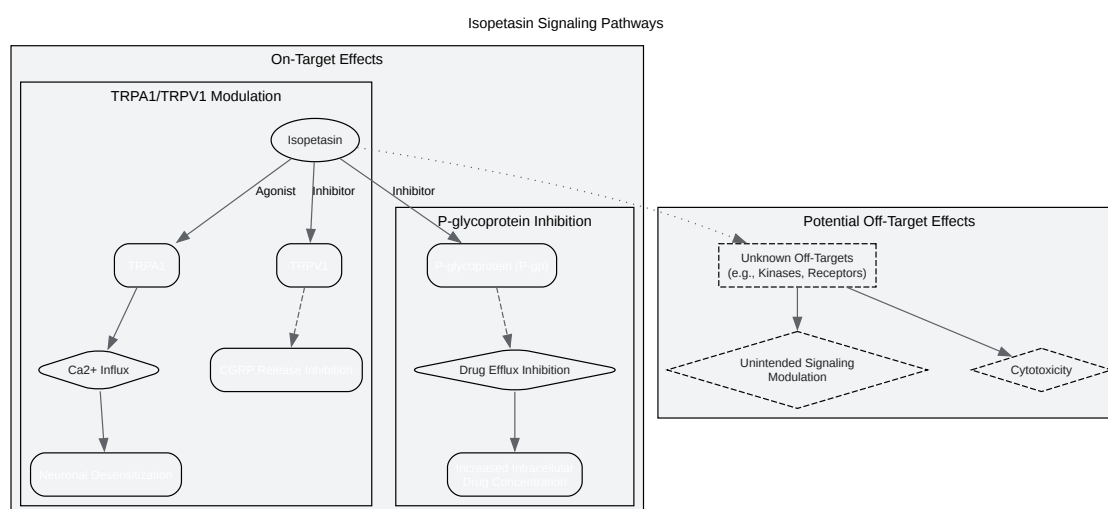 Isopetasin Signaling Pathways
On-Target Effects
TRPA1/TRPV1 Modulation
Isopetasin
Agonist
Inhibitor
Inhibitor
P-glycoprotein Inhibition
Potential Off-Target Effects
TRPA1
TRPV1
P-glycoprotein (P-gp)
Unknown Off-Targets
(e.g., Kinases, Receptors)
Ca2+ Influx
CGRP Release Inhibition
Drug Efflux Inhibition
Unintended Signaling
Modulation
Cytotoxicity
Neuronal Desensitization
Increased Intracellular
Drug Concentration